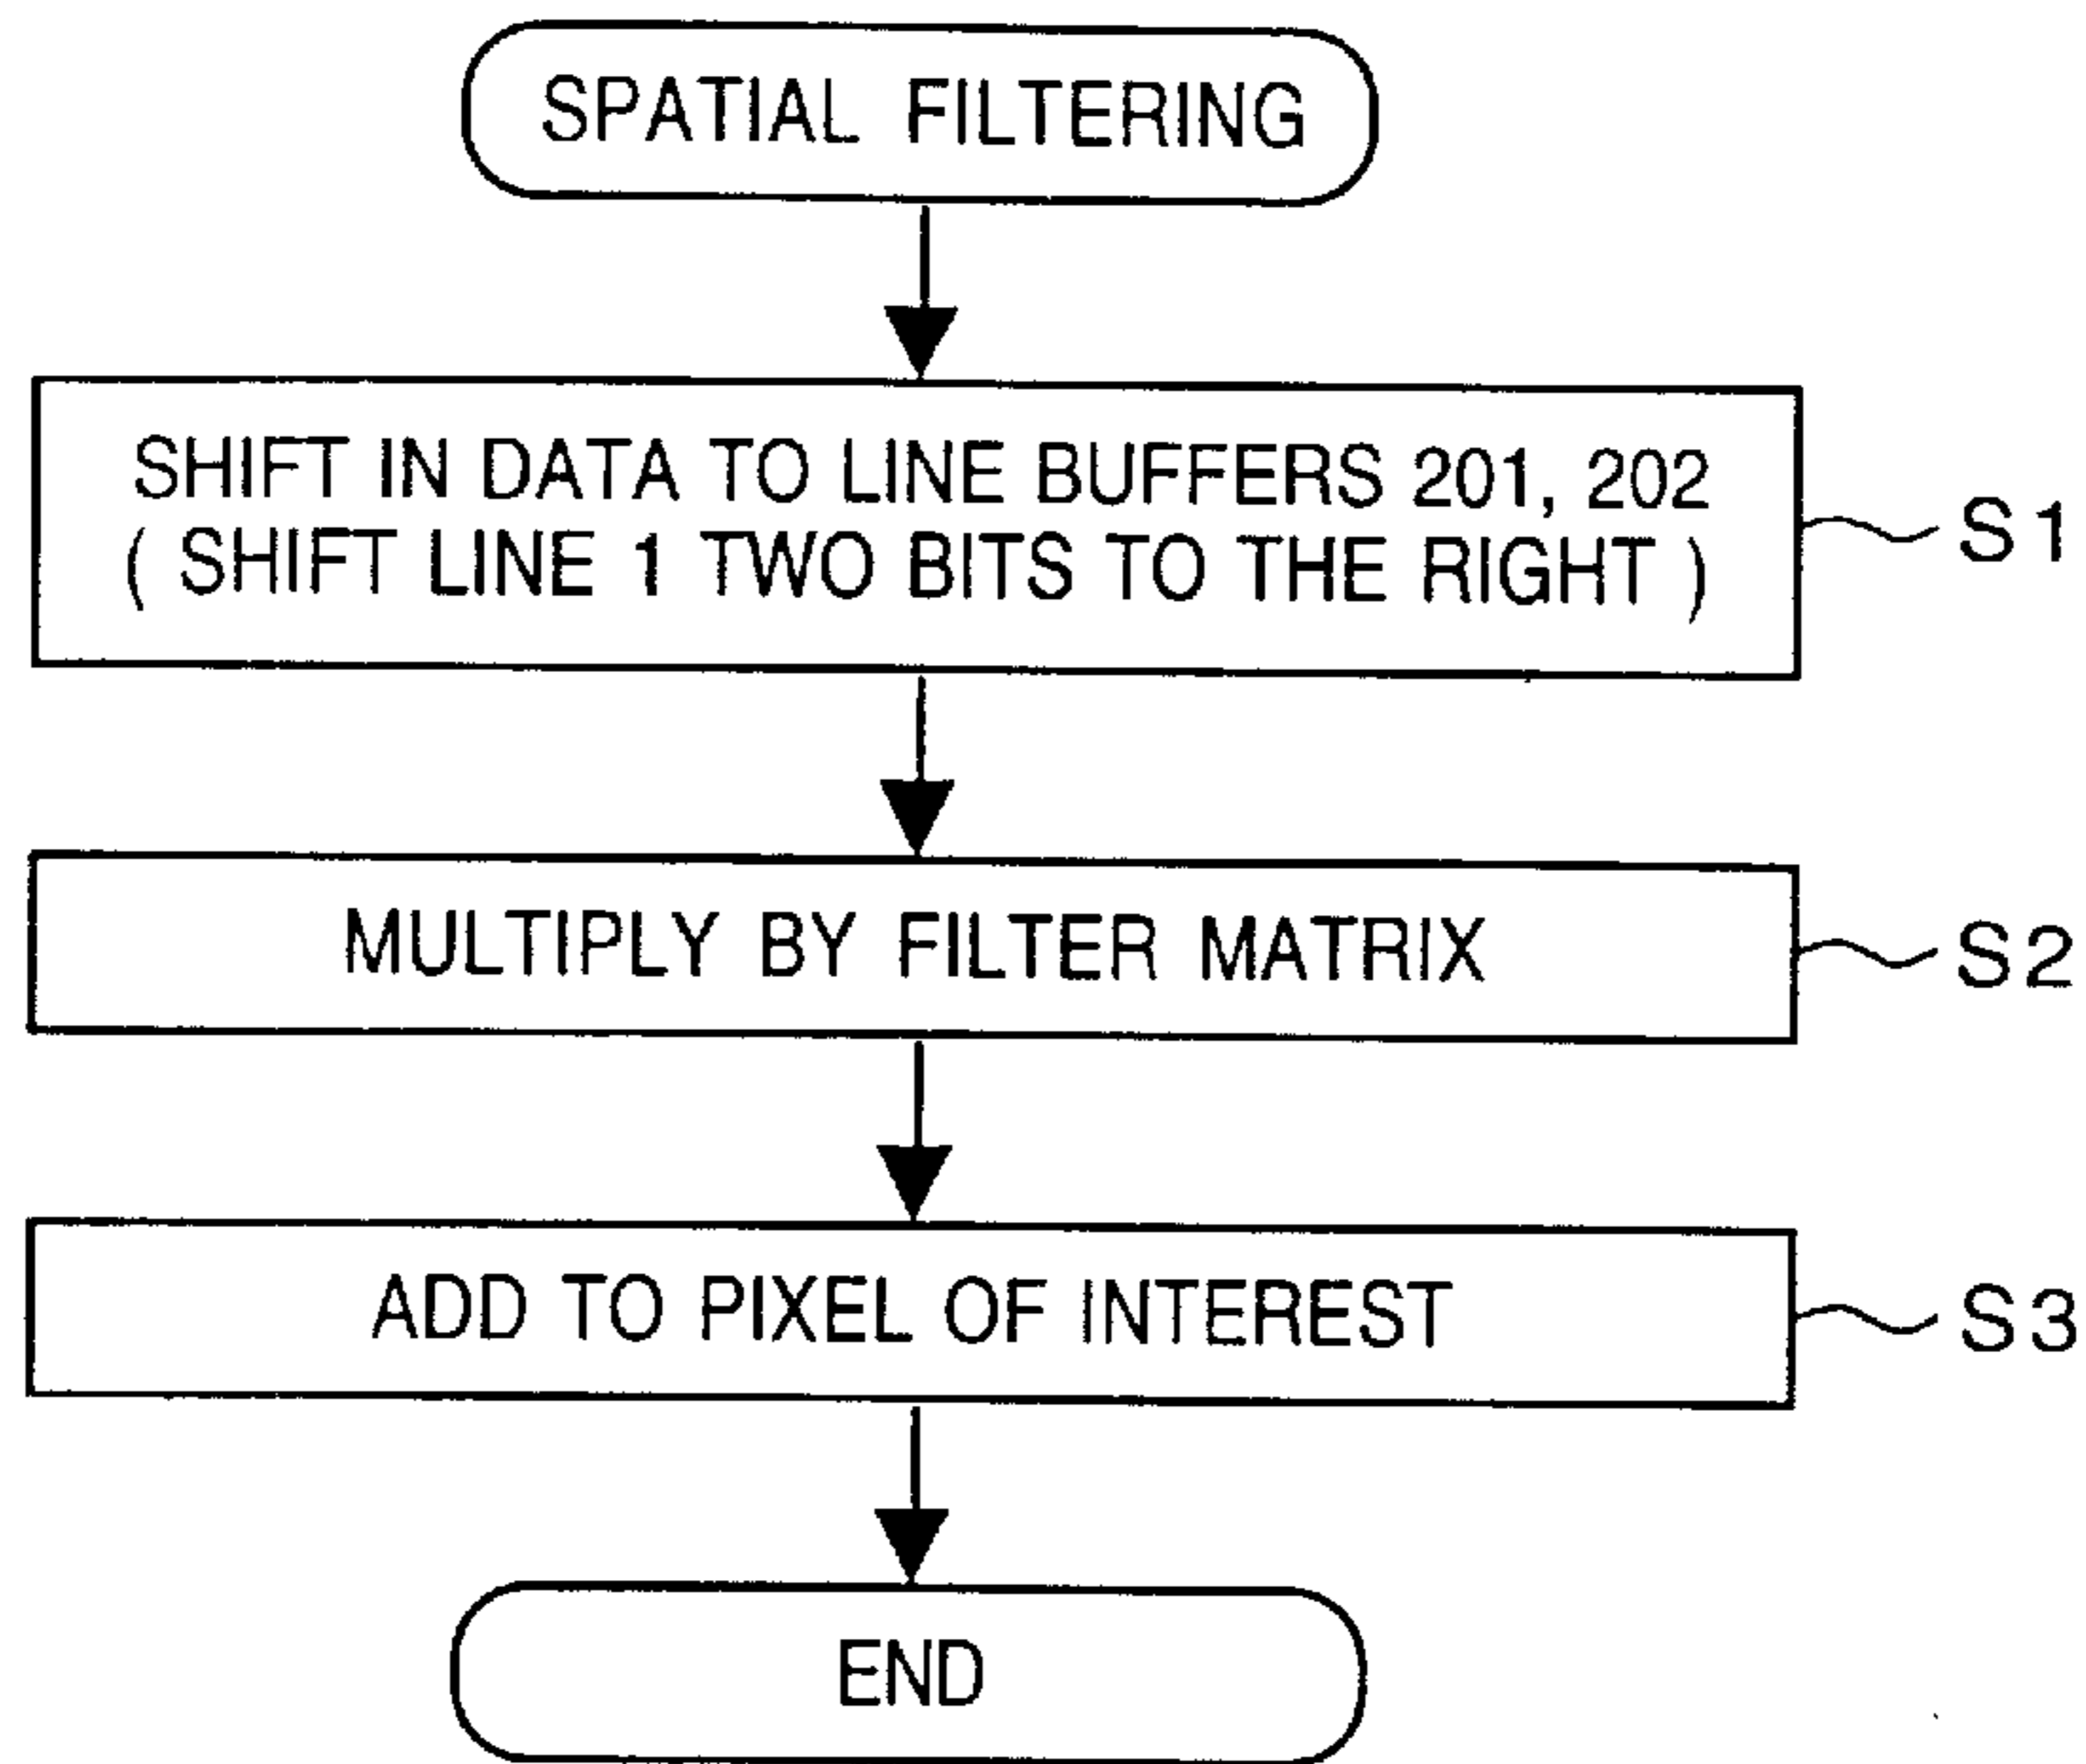 SPATIAL FILTERING
SHIFT IN DATA TO LINE BUFFERS 201, 202
( SHIFT LINE 1 TWO BITS TO THE RIGHT )
S1
MULTIPLY BY FILTER MATRIX
S2
ADD TO PIXEL OF INTEREST
S3
END